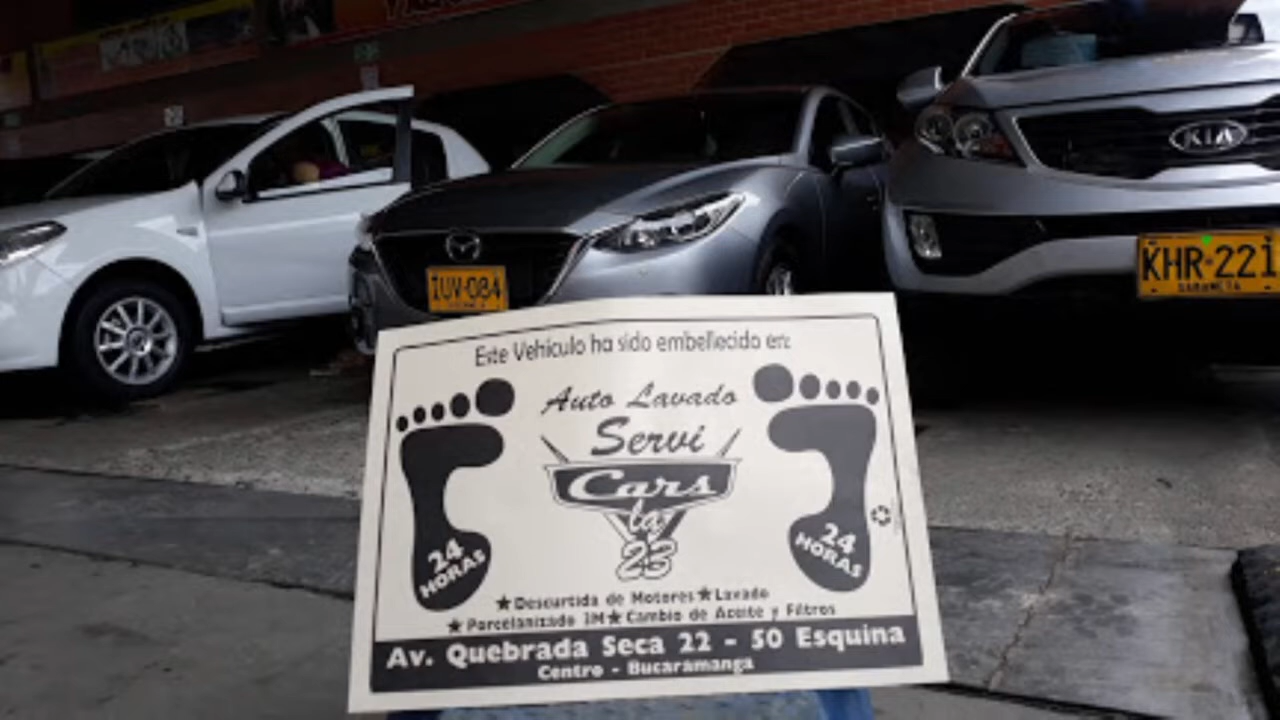 KIA
IUV·084
KHR·221
Este Vehículo ha sido embellecido en:
Auto Lavado
Servi
Cars
la
23
24
HORAS
24
HORAS
★Descurtida de Motores★Lavado
★Porcelanizado 3M★Cambio de Aceite y Filtros
Av. Quebrada Seca 22 - 50 Esquina
Centro - Bucaramanga